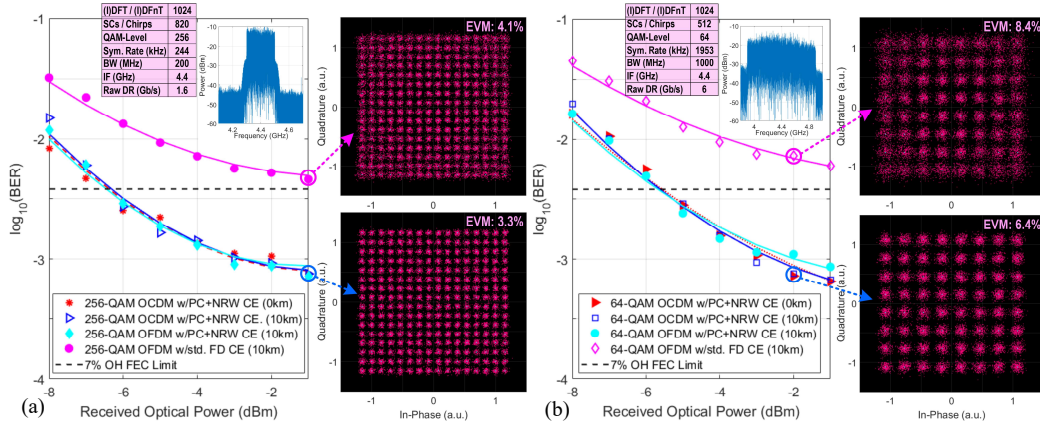 (I)DFT / (I)DFnT 1024
SCs / Chirps 820
QAM-Level 256
Sym. Rate (kHz) 244
BW (MHz) 200
IF (GHz) 4.4
Raw DR (Gb/s) 1.6
-10
-20
-30
-40
-50
-60
Power (dBm)
4.2 4.4 4.6
Frequency (GHz)
-1
-2
-3
-4
log10(BER)
256-QAM OCDM w/PC+NRW CE (0km)
256-QAM OCDM w/PC+NRW CE. (10km)
256-QAM OFDM w/PC+NRW CE (10km)
256-QAM OFDM w/std. FD CE (10km)
7% OH FEC Limit
-8 -6 -4 -2
Received Optical Power (dBm)
(a)
EVM: 4.1%
Quadrature (a.u.)
1
0
-1
-1 0 1
EVM: 3.3%
Quadrature (a.u.)
1
0
-1
-1 0 1
In-Phase (a.u.)
(I)DFT / (I)DFnT 1024
SCs / Chirps 512
QAM-Level 64
Sym. Rate (kHz) 1953
BW (MHz) 1000
IF (GHz) 4.4
Raw DR (Gb/s) 6
-10
-20
-30
-40
-50
-60
Power (dBm)
4 4.4 4.8
Frequency (GHz)
-1
-2
-3
-4
log10(BER)
64-QAM OCDM w/PC+NRW CE (0km)
64-QAM OCDM w/PC+NRW CE (10km)
64-QAM OFDM w/PC+NRW CE (10km)
64-QAM OFDM w/std. FD CE (10km)
7% OH FEC Limit
-8 -6 -4 -2
Received Optical Power (dBm)
(b)
EVM: 8.4%
Quadrature (a.u.)
1
0
-1
-1 0 1
EVM: 6.4%
Quadrature (a.u.)
1
0
-1
-1 0 1
In-Phase (a.u.)